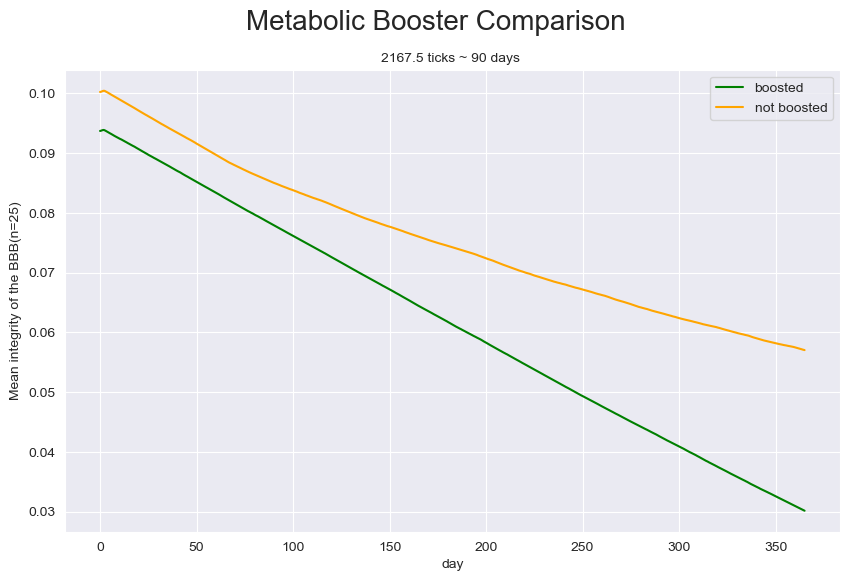 Metabolic Booster Comparison
2167.5 ticks ~ 90 days
boosted
not boosted
Mean integrity of the BBB(n=25)
0.10
0.09
0.08
0.07
0.06
0.05
0.04
0.03
0 50 100 150 200 250 300 350
day